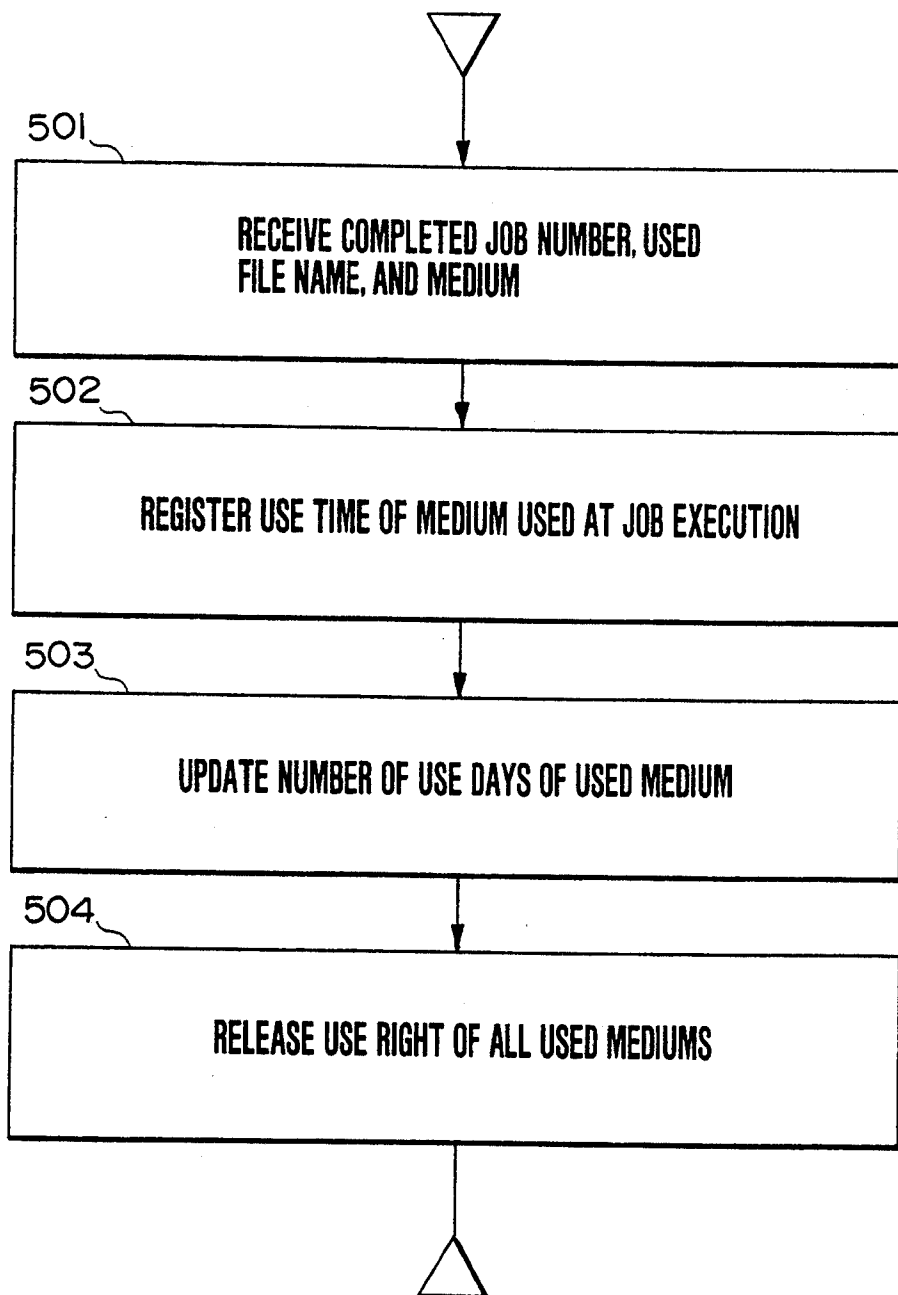 501
RECEIVE COMPLETED JOB NUMBER, USED
FILE NAME, AND MEDIUM
502
REGISTER USE TIME OF MEDIUM USED AT JOB EXECUTION
503
UPDATE NUMBER OF USE DAYS OF USED MEDIUM
504
RELEASE USE RIGHT OF ALL USED MEDIUMS